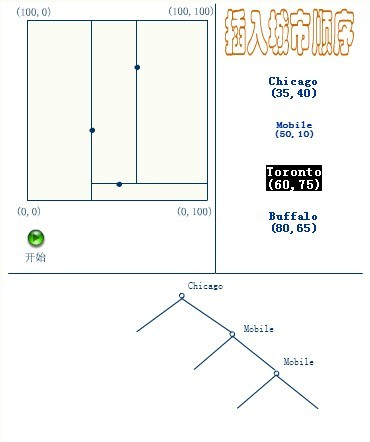 (100, 0)
(100, 100)
插入城市顺序
Chicago
(35, 40)
Mobile
(50, 10)
Toronto
(60, 75)
Buffalo
(80, 65)
(0, 0)
(0, 100)
开始
Chicago
Mobile
Mobile